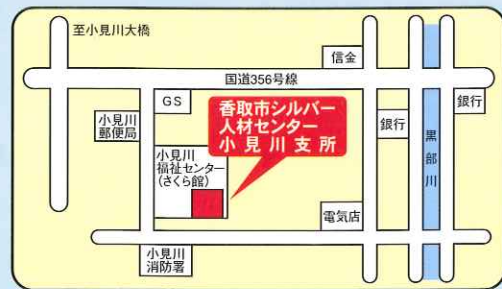 至小見川大橋
信金
国道356号線
GS
香取市シルバー
人材センター
小見川支所
小見川
郵便局
銀行
銀行
黒部川
小見川
福祉センター
(さくら館)
電気店
小見川
消防署